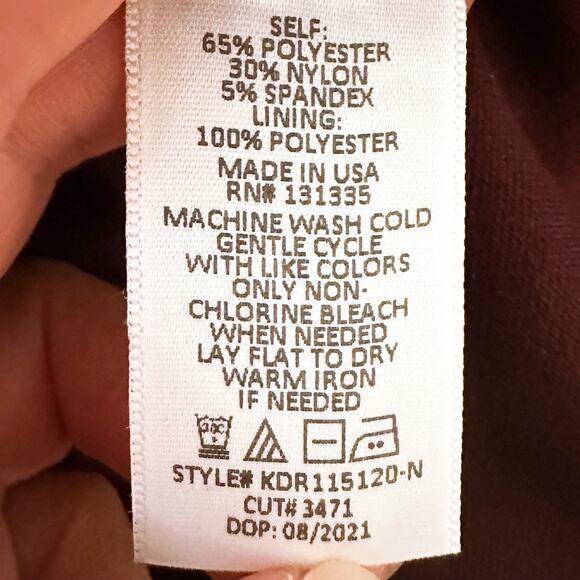 SELF:
65% POLYESTER
30% NYLON
5% SPANDEX
LINING:
100% POLYESTER
MADE IN USA
RN# 131335
MACHINE WASH COLD
GENTLE CYCLE
WITH LIKE COLORS
ONLY NON-
CHLORINE BLEACH
WHEN NEEDED
LAY FLAT TO DRY
WARM IRON
IF NEEDED
STYLE# KDR115120-N
CUT# 3471
DOP: 08/2021